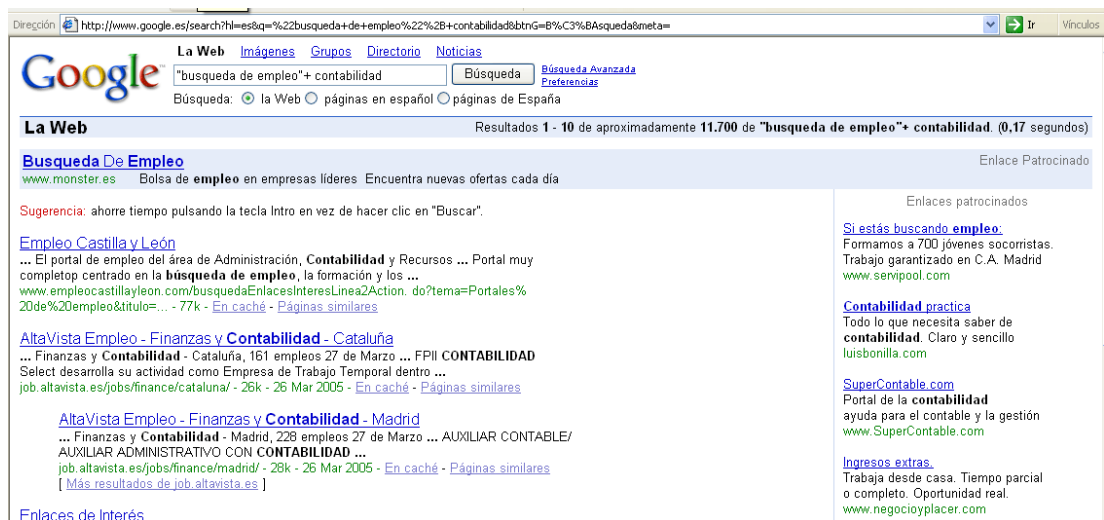 Dirección http://www.google.es/search?hl=es&q=%22busqueda+de+empleo%22%2B+contabilidad&btnG=B%C3%BAsqueda&meta= Ir Vínculos
La Web Imágenes Grupos Directorio Noticias
Google™
"busqueda de empleo"+ contabilidad Búsqueda Búsqueda Avanzada
Preferencias
Búsqueda: la Web páginas en español páginas de España
La Web Resultados 1 - 10 de aproximadamente 11.700 de "busqueda de empleo"+ contabilidad. (0,17 segundos)
Busqueda De Empleo Enlace Patrocinado
www.monster.es Bolsa de empleo en empresas líderes Encuentra nuevas ofertas cada día
Sugerencia: ahorre tiempo pulsando la tecla Intro en vez de hacer clic en "Buscar".
Empleo Castilla y León
... El portal de empleo del área de Administración, Contabilidad y Recursos ... Portal muy
completop centrado en la búsqueda de empleo, la formación y los ...
www.empleocastillayleon.com/busquedaEnlacesInteresLinea2Action. do?tema=Portales%
20de%20empleo&titulo=... - 77k - En caché - Páginas similares
AltaVista Empleo - Finanzas y Contabilidad - Cataluña
... Finanzas y Contabilidad - Cataluña, 161 empleos 27 de Marzo ... FPII CONTABILIDAD
Select desarrolla su actividad como Empresa de Trabajo Temporal dentro ...
job.altavista.es/jobs/finance/cataluna/ - 26k - 26 Mar 2005 - En caché - Páginas similares
AltaVista Empleo - Finanzas y Contabilidad - Madrid
... Finanzas y Contabilidad - Madrid, 228 empleos 27 de Marzo ... AUXILIAR CONTABLE/
AUXILIAR ADMINISTRATIVO CON CONTABILIDAD ...
job.altavista.es/jobs/finance/madrid/ - 28k - 26 Mar 2005 - En caché - Páginas similares
[ Más resultados de job.altavista.es ]
Enlaces de Interés
Enlaces patrocinados
Si estás buscando empleo:
Formamos a 700 jóvenes socorristas.
Trabajo garantizado en C.A. Madrid
www.servipool.com
Contabilidad practica
Todo lo que necesita saber de
contabilidad. Claro y sencillo
luisbonilla.com
SuperContable.com
Portal de la contabilidad
ayuda para el contable y la gestión
www.SuperContable.com
Ingresos extras.
Trabaja desde casa. Tiempo parcial
o completo. Oportunidad real.
www.negocioyplacer.com